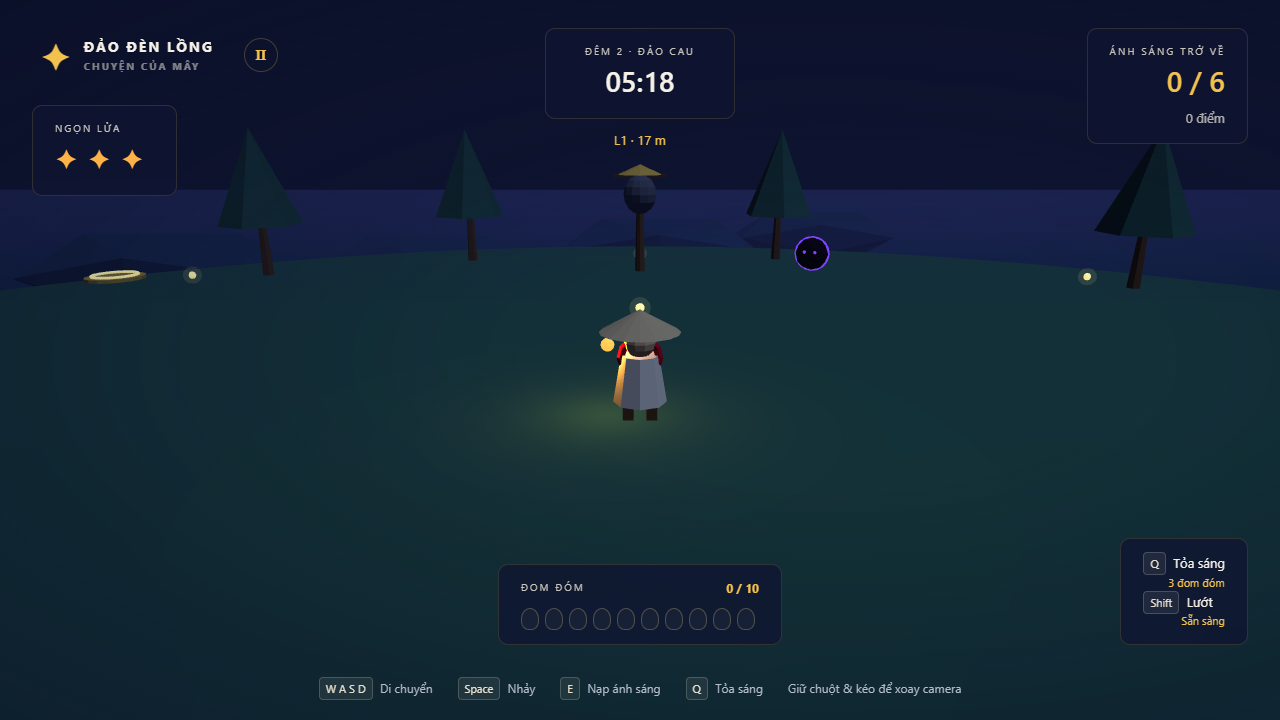 ĐẢO ĐÈN LỒNG
CHUYỆN CỦA MÂY
II
NGỌN LỬA
ĐÊM 2 · ĐẢO CAU
05:18
L1 · 17 m
ÁNH SÁNG TRỞ VỀ
0 / 6
0 điểm
ĐOM ĐÓM
0 / 10
Q Tỏa sáng
3 đom đóm
Shift Lướt
Sẵn sàng
W A S D Di chuyển
Space Nhảy
E Nạp ánh sáng
Q Tỏa sáng
Giữ chuột & kéo để xoay camera